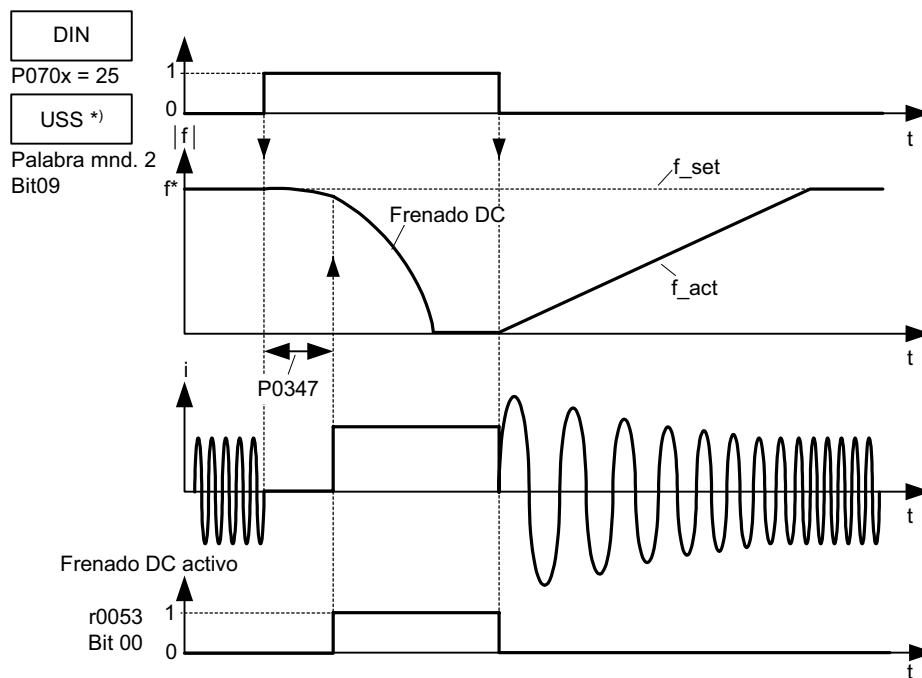 DIN
P070x = 25
USS *)
Palabra mnd. 2
Bit09
1
0
t
|f|
f*
f_set
Frenado DC
f_act
t
P0347
i
t
Frenado DC activo
r0053
Bit 00
1
0
t